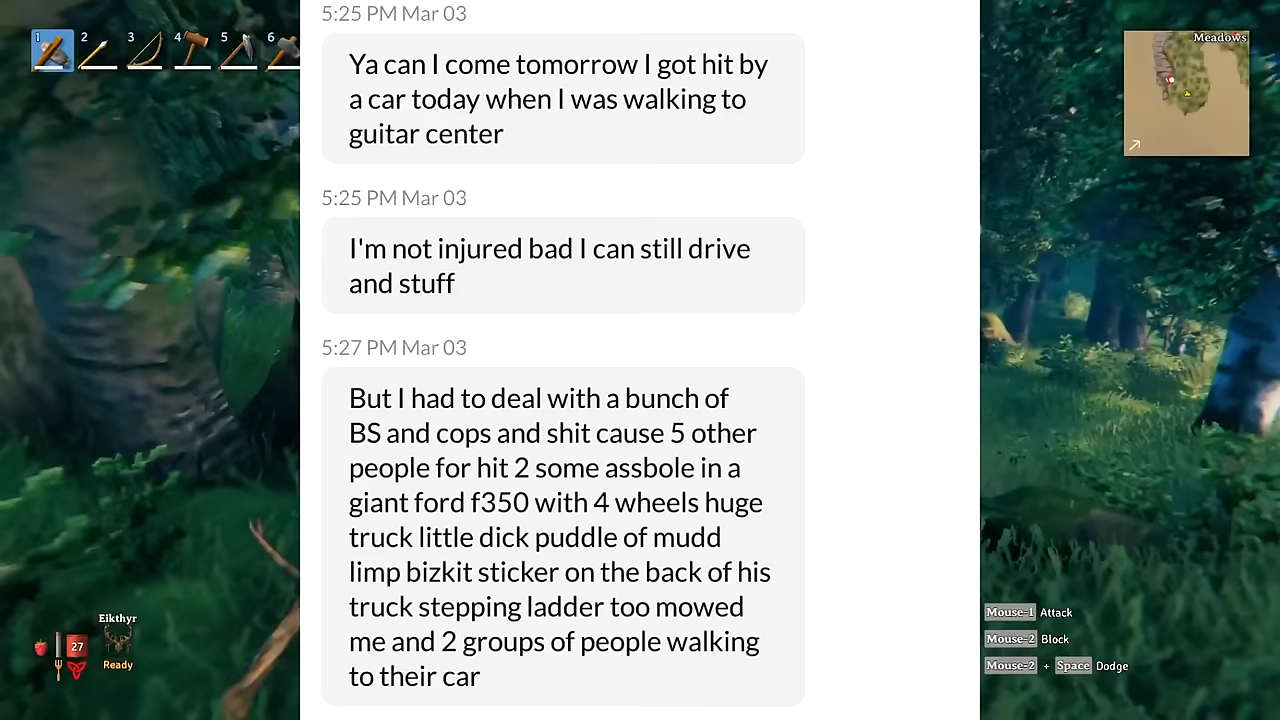 1 2 3 4 5 6
Meadows
5:25 PM Mar 03
Ya can I come tomorrow I got hit by
a car today when I was walking to
guitar center
5:25 PM Mar 03
I'm not injured bad I can still drive
and stuff
5:27 PM Mar 03
But I had to deal with a bunch of
BS and cops and shit cause 5 other
people for hit 2 some assbole in a
giant ford f350 with 4 wheels huge
truck little dick puddle of mudd
limp bizkit sticker on the back of his
truck stepping ladder too mowed
me and 2 groups of people walking
to their car
Eikthyr
27
Ready
Mouse-1 Attack
Mouse-2 Block
Mouse-2 + Space Dodge